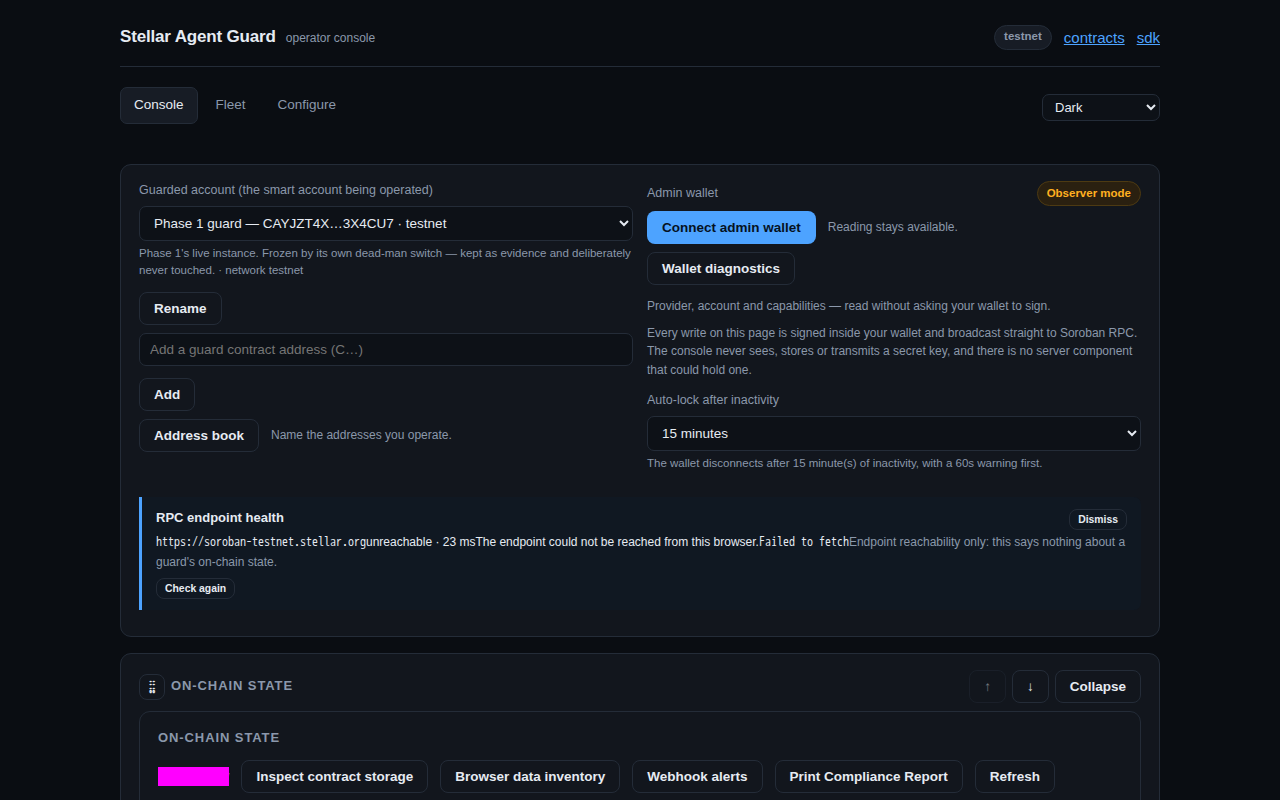 Stellar Agent Guard operator console
testnet contracts sdk
Console Fleet Configure
Dark
Guarded account (the smart account being operated)
Phase 1 guard — CAYJZT4X…3X4CU7 · testnet
Phase 1's live instance. Frozen by its own dead-man switch — kept as evidence and deliberately
never touched. · network testnet
Rename
Add a guard contract address (C…)
Add
Address book Name the addresses you operate.
Admin wallet Observer mode
Connect admin wallet Reading stays available.
Wallet diagnostics
Provider, account and capabilities — read without asking your wallet to sign.
Every write on this page is signed inside your wallet and broadcast straight to Soroban RPC.
The console never sees, stores or transmits a secret key, and there is no server component
that could hold one.
Auto-lock after inactivity
15 minutes
The wallet disconnects after 15 minute(s) of inactivity, with a 60s warning first.
RPC endpoint health Dismiss
https://soroban-testnet.stellar.orgunreachable · 23 msThe endpoint could not be reached from this browser.Failed to fetchEndpoint reachability only: this says nothing about a
guard's on-chain state.
Check again
ON-CHAIN STATE ↑ ↓ Collapse
ON-CHAIN STATE
Inspect contract storage Browser data inventory Webhook alerts Print Compliance Report Refresh